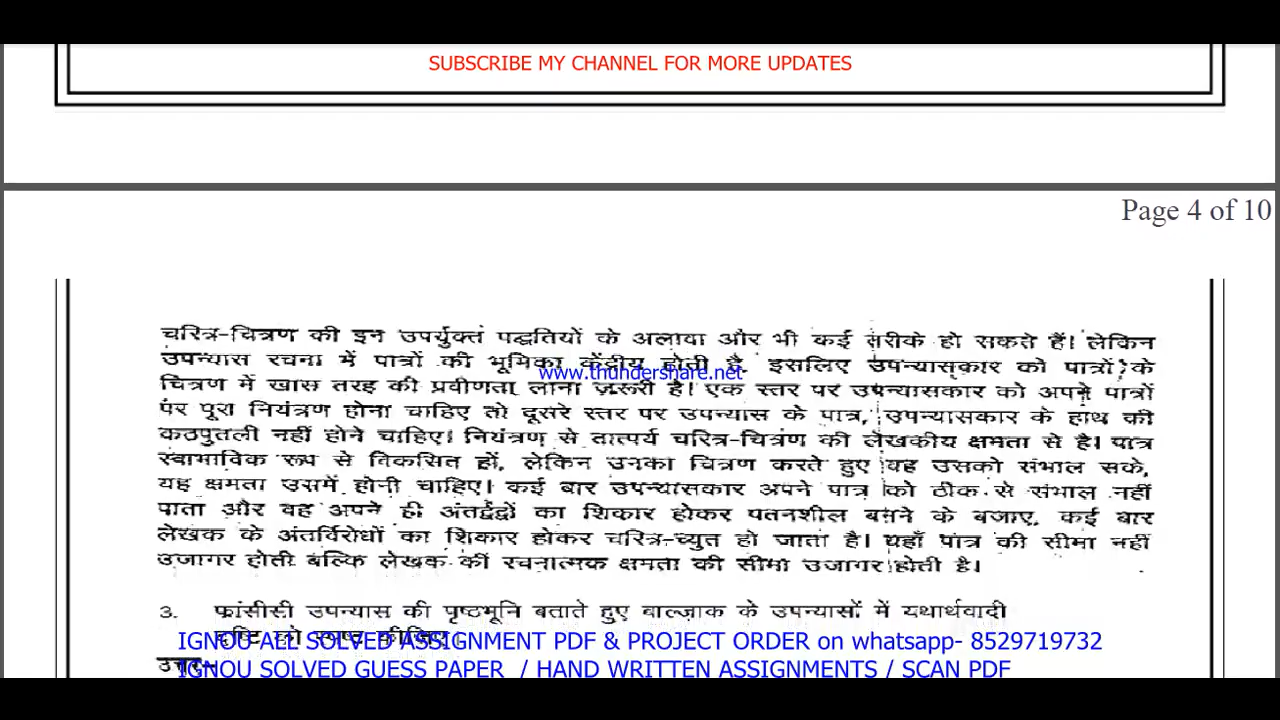 SUBSCRIBE MY CHANNEL FOR MORE UPDATES
Page 4 of 10
चरित्र-चित्रण की इन उपर्युक्त पद्धतियों के अलावा और भी कई तरीके हो सकते हैं। लेकिन
उपन्यास रचना में पात्रों की भूमिका केंद्रीय होती है. इसलिए उपन्यासकार को पात्रों के
www.thundershare.net
चित्रण में खास तरह की प्रवीणता लाना ज़रूरी है। एक स्तर पर उपन्यासकार को अपने पात्रों
पर पूरा नियंत्रण होना चाहिए तो दूसरे स्तर पर उपन्यास के पात्र, उपन्यासकार के हाथ की
कठपुतली नहीं होने चाहिए। नियंत्रण से तात्पर्य चरित्र-चित्रण की लेखकीय क्षमता से है। पात्र
स्वाभाविक रूप से विकसित हों, लेकिन उनका चित्रण करते हुए वह उसको संभाल सके,
यह क्षमता उसमें होनी चाहिए। कई बार उपन्यासकार अपने पात्र को ठीक से संभाल नहीं
पाता और वह अपने ही अंतर्द्वंद्वों का शिकार होकर पतनशील बनने के बजाए, कई बार
लेखक के अंतर्विरोधों का शिकार होकर चरित्र-च्युत हो जाता है। यहाँ पात्र की सीमा नहीं
उजागर होती बल्कि लेखक की रचनात्मक क्षमता की सीमा उजागर होती है।
3. फ्रांसीसी उपन्यास की पृष्ठभूमि बताते हुए बाल्ज़ाक के उपन्यासों में यथार्थवादी
दृष्टि को स्पष्ट कीजिए।
IGNOU ALL SOLVED ASSIGNMENT PDF & PROJECT ORDER on whatsapp- 8529719732
उत्तर-
IGNOU SOLVED GUESS PAPER / HAND WRITTEN ASSIGNMENTS / SCAN PDF